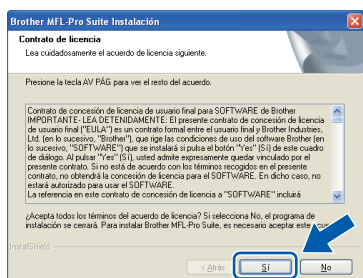 Brother MFL-Pro Suite Instalación
Contrato de licencia
Lea cuidadosamente el acuerdo de licencia siguiente.
Presione la tecla AV PÁG para ver el resto del acuerdo.
Contrato de concesión de licencia de usuario final para SOFTWARE de Brother
IMPORTANTE- LEA DETENIDAMENTE: El presente contrato de concesión de licencia
de usuario final ("EULA") es un contrato formal entre el usuario final y Brother Industries,
Ltd. (en lo sucesivo, "Brother"), que rige las condiciones de uso del software Brother (en
lo sucesivo, "SOFTWARE") que se instalará si pulsa el botón "Yes" (Sí) de este cuadro
de diálogo. Al pulsar "Yes" (Sí), usted admite expresamente quedar vinculado por el
presente contrato. Si no está de acuerdo con los términos recogidos en el presente
contrato, no obtendrá la concesión de licencia para el SOFTWARE. En dicho caso, no
estará autorizado para usar el SOFTWARE.
La referencia en este contrato de concesión de licencia a "SOFTWARE" incluirá
¿Acepta todos los términos del acuerdo de licencia? Si selecciona No, el programa de
instalación se cerrará. Para instalar Brother MFL-Pro Suite, es necesario aceptar este
InstallShield
< Atrás
Sí
No